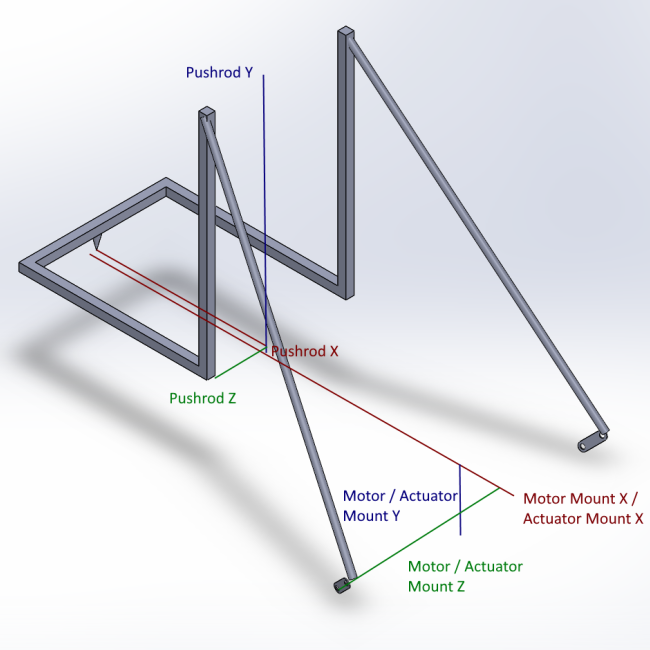 Pushrod Y
Pushrod X
Pushrod Z
Motor / Actuator
Mount Y
Motor Mount X /
Actuator Mount X
Motor / Actuator
Mount Z